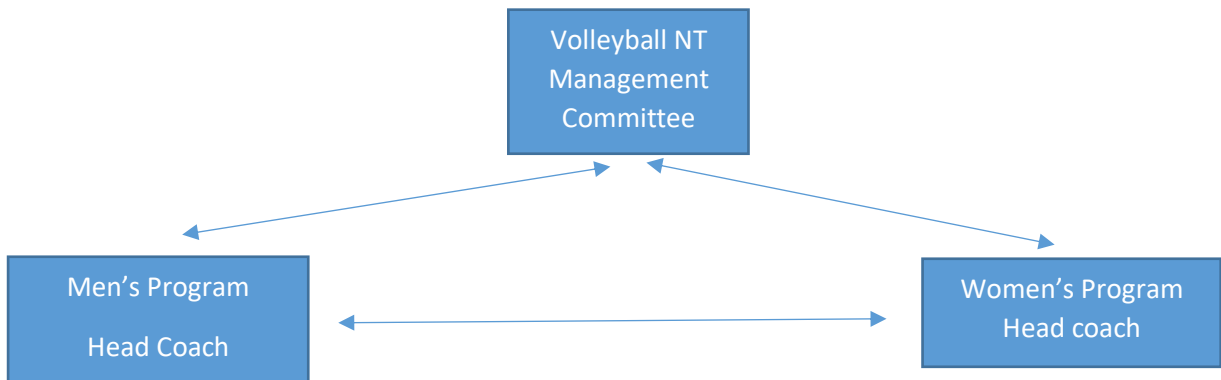 Volleyball NT
Management
Committee
Men’s Program
Head Coach
Women’s Program
Head coach